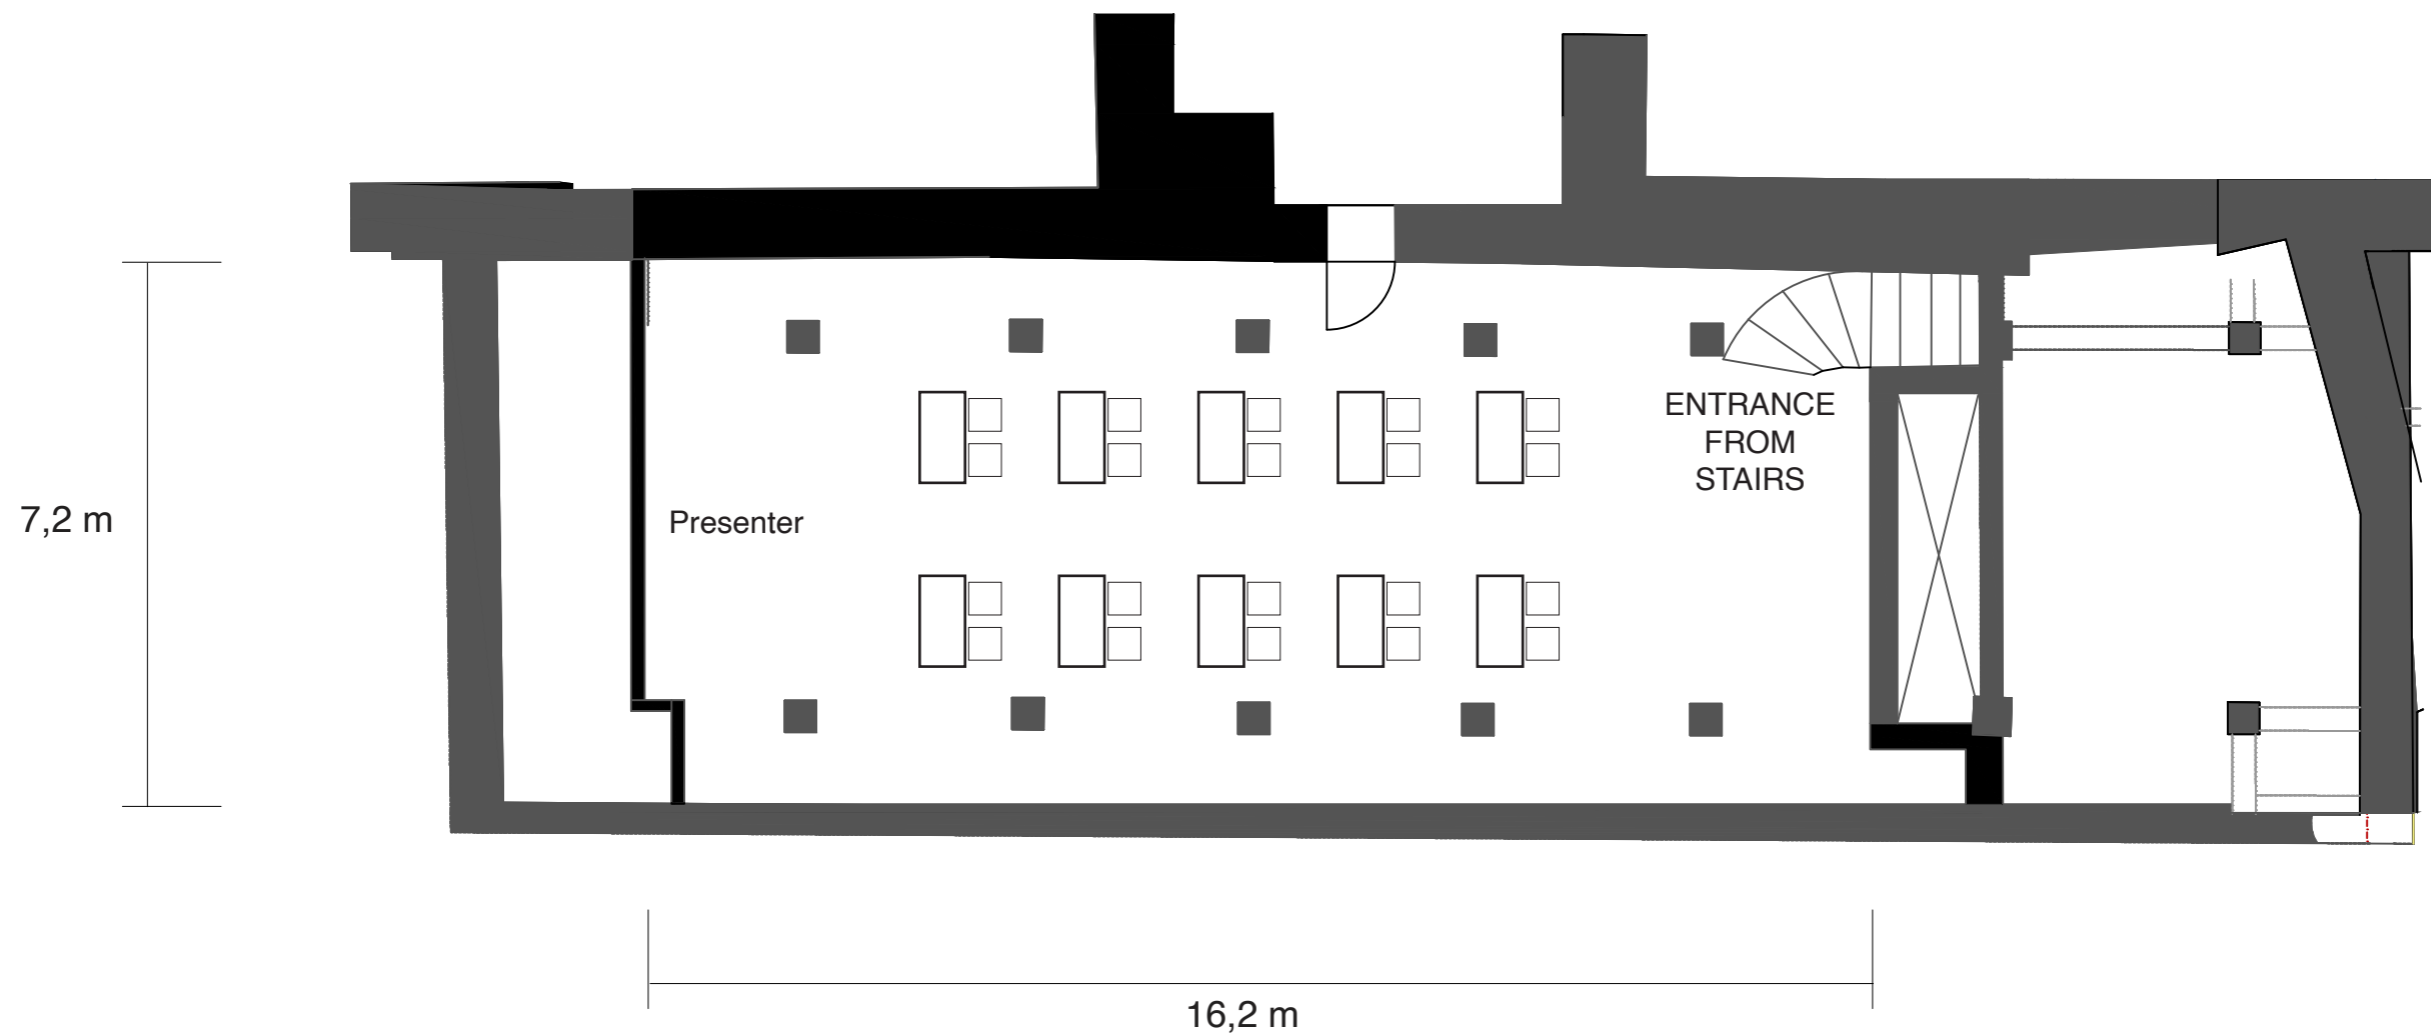 ENTRANCE
FROM
STAIRS
7,2 m
Presenter
16,2 m